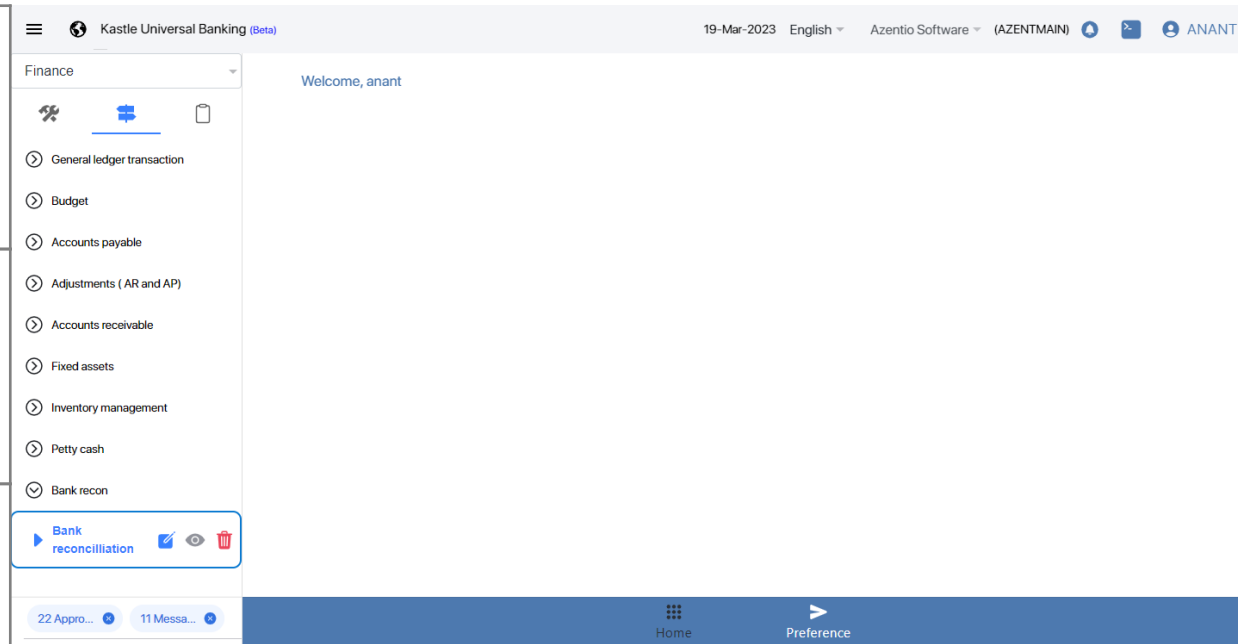 Kastle Universal Banking (Beta) 19-Mar-2023 English Azentio Software (AZENTMAIN) ANANT
Finance
Welcome, anant
General ledger transaction
Budget
Accounts payable
Adjustments ( AR and AP)
Accounts receivable
Fixed assets
Inventory management
Petty cash
Bank recon
Bank
reconcilliation
22 Appro... 11 Messa...
Home Preference